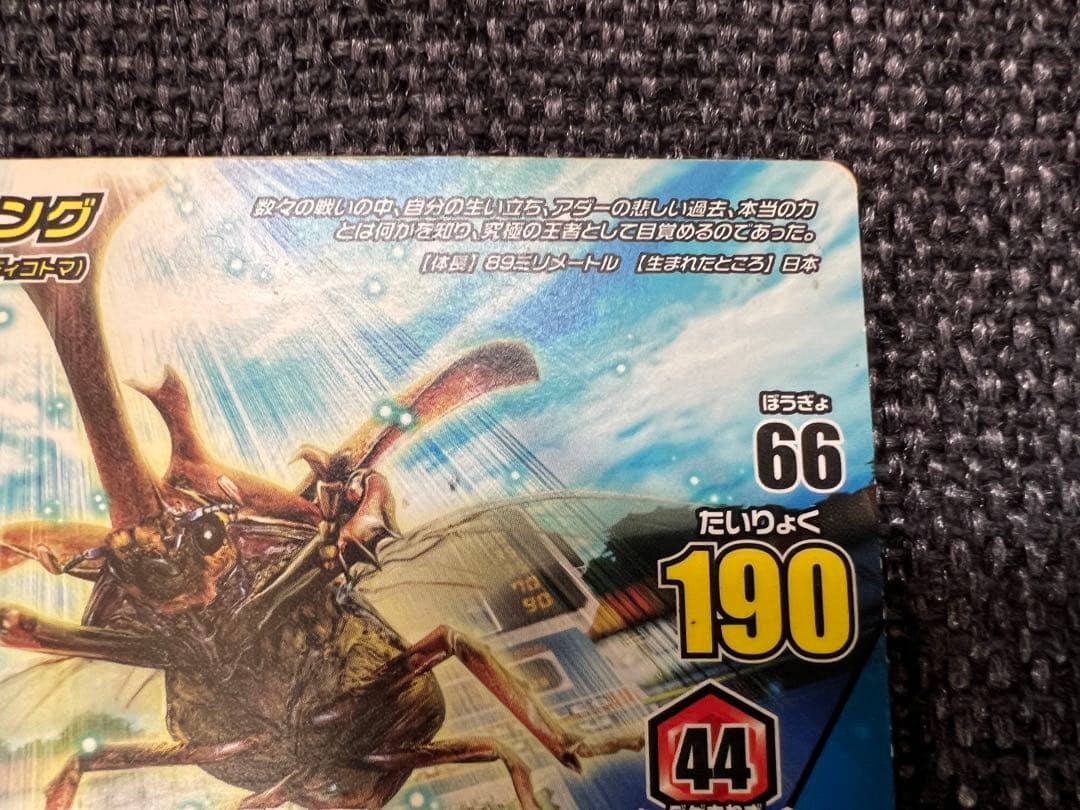 ング
ィコトマ)
数々の戦いの中、自分の生い立ち、アダーの悲しい過去、本当の力
とは何かを知り、究極の王者として目覚めるのであった。
【体長】89ミリメートル 【生まれたところ】日本
ぼうぎょ
66
たいりょく
190
90
44